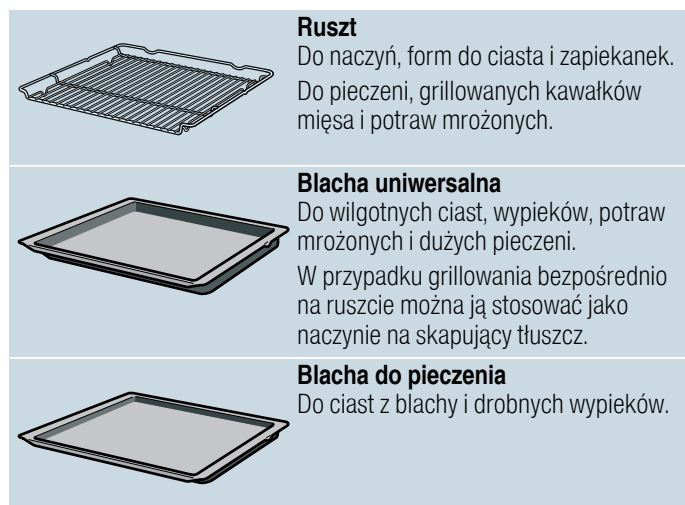 Ruszt
Do naczyń, form do ciasta i zapiekanek.
Do pieczeni, grillowanych kawałków
mięsa i potraw mrożonych.
Blacha uniwersalna
Do wilgotnych ciast, wypieków, potraw
mrożonych i dużych pieczeni.
W przypadku grillowania bezpośrednio
na ruszcie można ją stosować jako
naczynie na skapujący tłuszcz.
Blacha do pieczenia
Do ciast z blachy i drobnych wypieków.